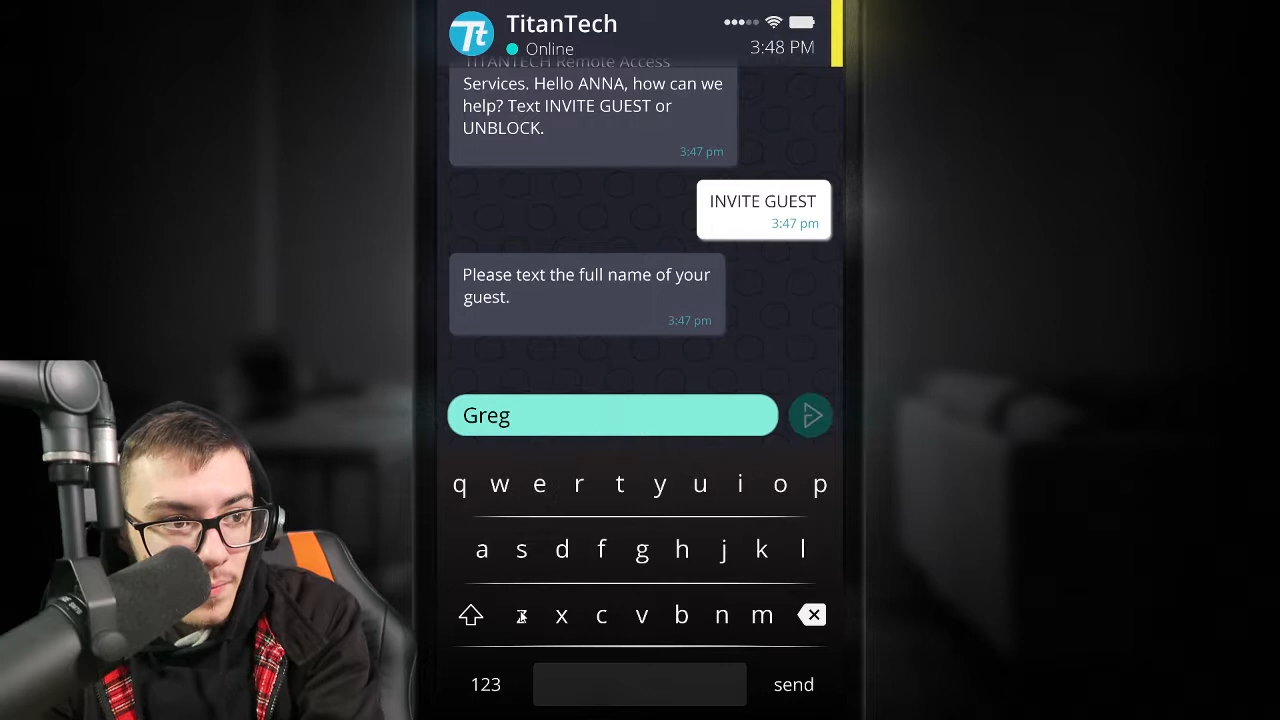 Tt
TitanTech
Online
3:48 PM
TITANTECH Remote Access
Services. Hello ANNA, how can we
help? Text INVITE GUEST or
UNBLOCK.
3:47 pm
INVITE GUEST
3:47 pm
Please text the full name of your
guest.
3:47 pm
Greg
q w e r t y u i o p
a s d f g h j k l
z x c v b n m
123
send